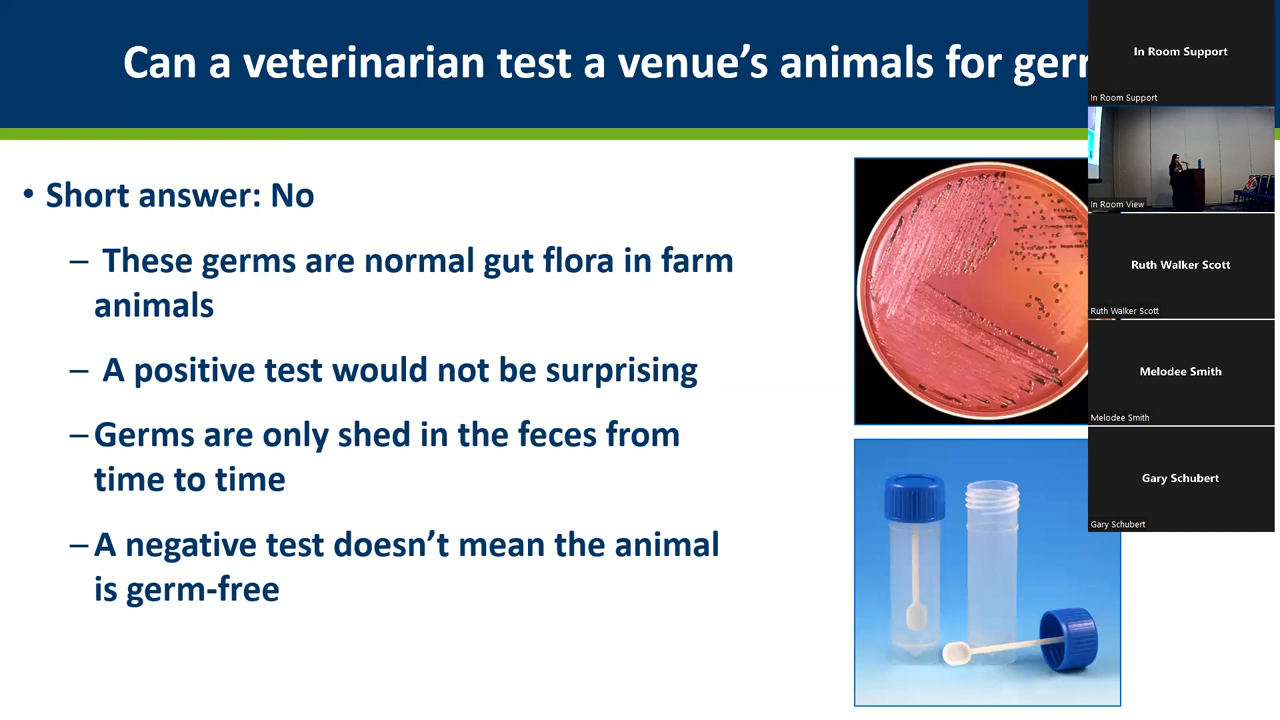 Can a veterinarian test a venue's animals for ger
• Short answer: No
– These germs are normal gut flora in farm
animals
– A positive test would not be surprising
– Germs are only shed in the feces from
time to time
– A negative test doesn't mean the animal
is germ-free
In Room Support
In Room Support
In Room View
Ruth Walker Scott
Ruth Walker Scott
Melodee Smith
Melodee Smith
Gary Schubert
Gary Schubert